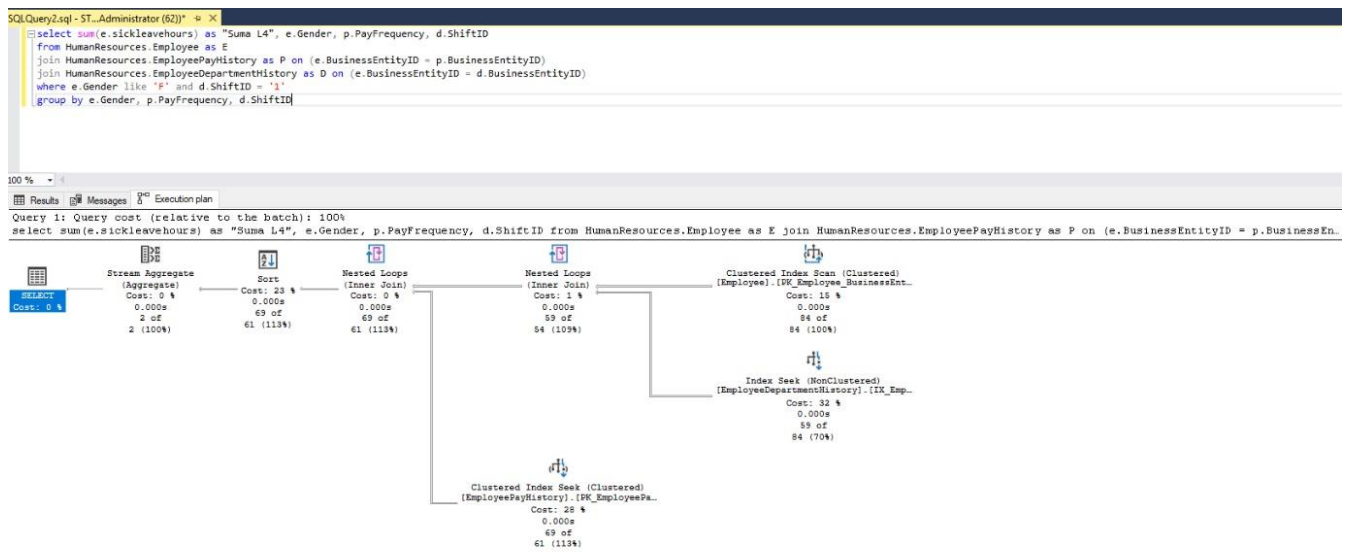 SQLQuery2.sql - ST...Administrator (62))*
select sum(e.sickleavehours) as "Suma L4", e.Gender, p.PayFrequency, d.ShiftID
from HumanResources.Employee as E
join HumanResources.EmployeePayHistory as P on (e.BusinessEntityID = p.BusinessEntityID)
join HumanResources.EmployeeDepartmentHistory as D on (e.BusinessEntityID = d.BusinessEntityID)
where e.Gender like 'F' and d.ShiftID = '1'
group by e.Gender, p.PayFrequency, d.ShiftID
100 %
Results Messages Execution plan
Query 1: Query cost (relative to the batch): 100%
select sum(e.sickleavehours) as "Suma L4", e.Gender, p.PayFrequency, d.ShiftID from HumanResources.Employee as E join HumanResources.EmployeePayHistory as P on (e.BusinessEntityID = p.BusinessEn...
SELECT
Cost: 0 %
Stream Aggregate
(Aggregate)
Cost: 0 %
0.000s
2 of
2 (100%)
Sort
Cost: 23 %
0.000s
69 of
61 (113%)
Nested Loops
(Inner Join)
Cost: 0 %
0.000s
69 of
61 (113%)
Nested Loops
(Inner Join)
Cost: 1 %
0.000s
59 of
54 (109%)
Clustered Index Scan (Clustered)
[Employee].[PK_Employee_BusinessEnt...
Cost: 15 %
0.000s
84 of
84 (100%)
Index Seek (NonClustered)
[EmployeeDepartmentHistory].[IX_Emp...
Cost: 32 %
0.000s
59 of
84 (70%)
Clustered Index Seek (Clustered)
[EmployeePayHistory].[PK_EmployeePa...
Cost: 28 %
0.000s
69 of
61 (113%)